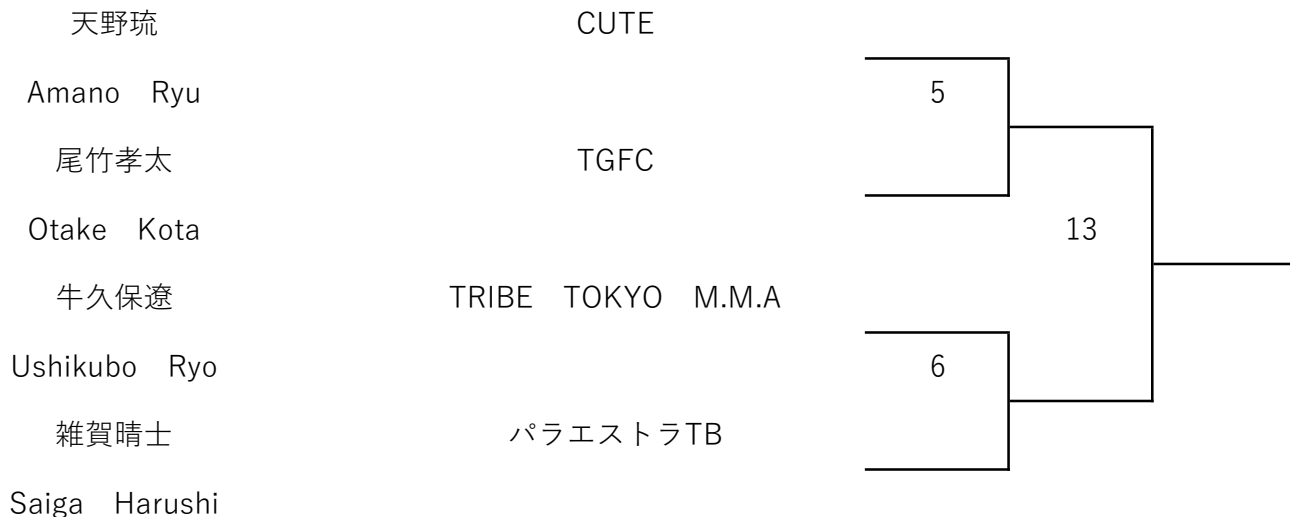 天野琉 CUTE
Amano Ryu 5
尾竹孝太 TGFC
Otake Kota 13
牛久保遼 TRIBE TOKYO M.M.A
Ushikubo Ryo 6
雑賀晴士 パラエストラTB
Saiga Harushi